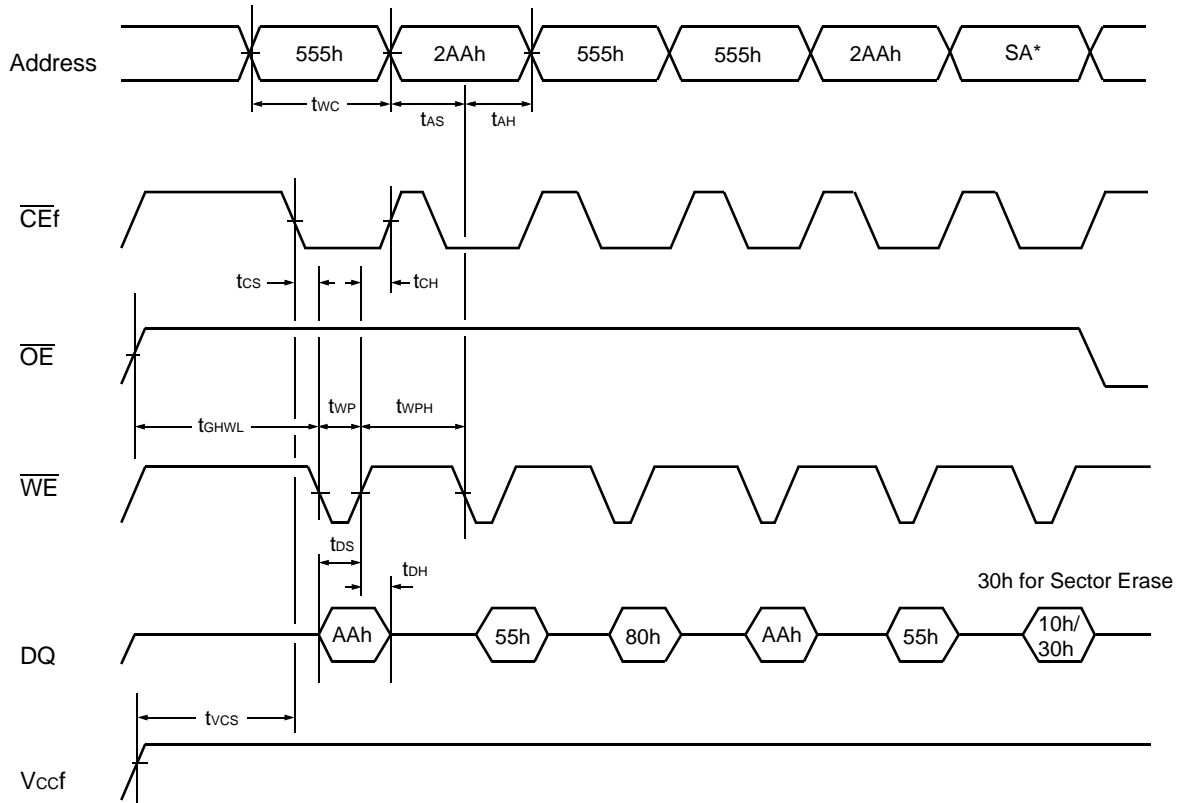 Address
555h
2AAh
555h
555h
2AAh
SA*
tWC
tAS
tAH
CEf
tCS
tCH
OE
tGHWL
tWP
tWPH
WE
tDS
tDH
30h for Sector Erase
DQ
AAh
55h
80h
AAh
55h
10h/
30h
tVCS
VCCf